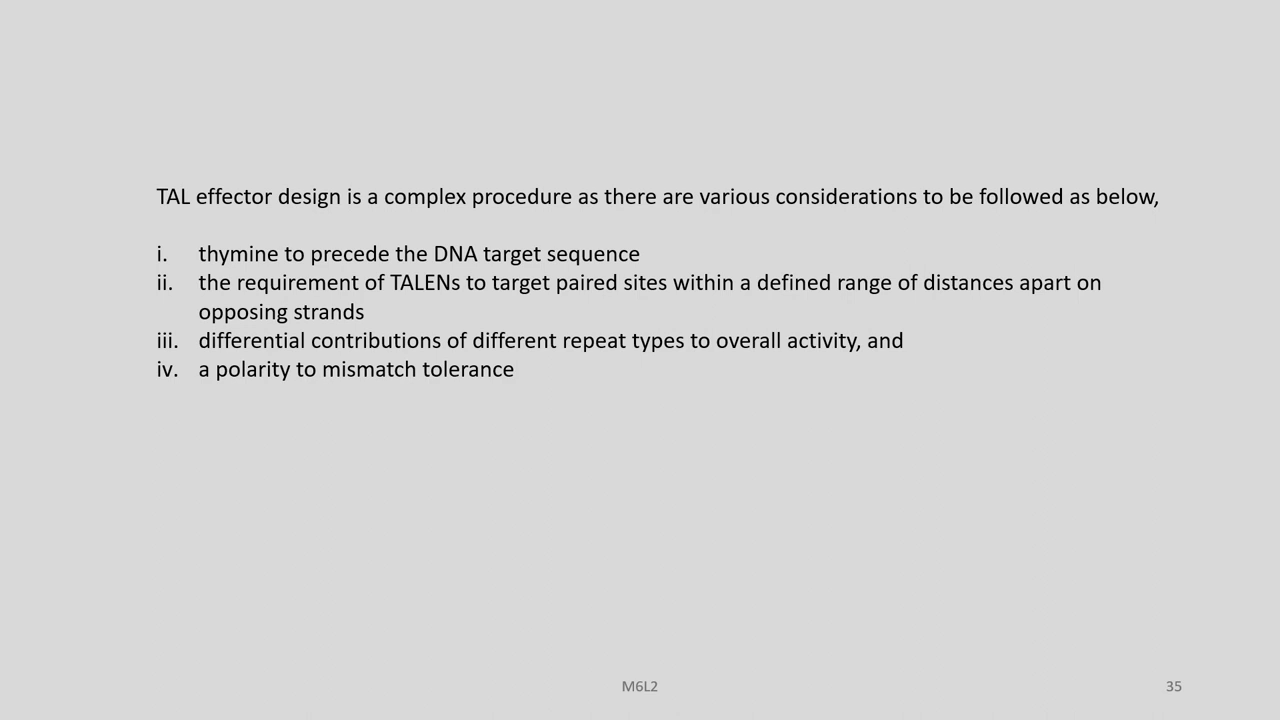 TAL effector design is a complex procedure as there are various considerations to be followed as below,
i. thymine to precede the DNA target sequence
ii. the requirement of TALENs to target paired sites within a defined range of distances apart on
opposing strands
iii. differential contributions of different repeat types to overall activity, and
iv. a polarity to mismatch tolerance
M6L2
35